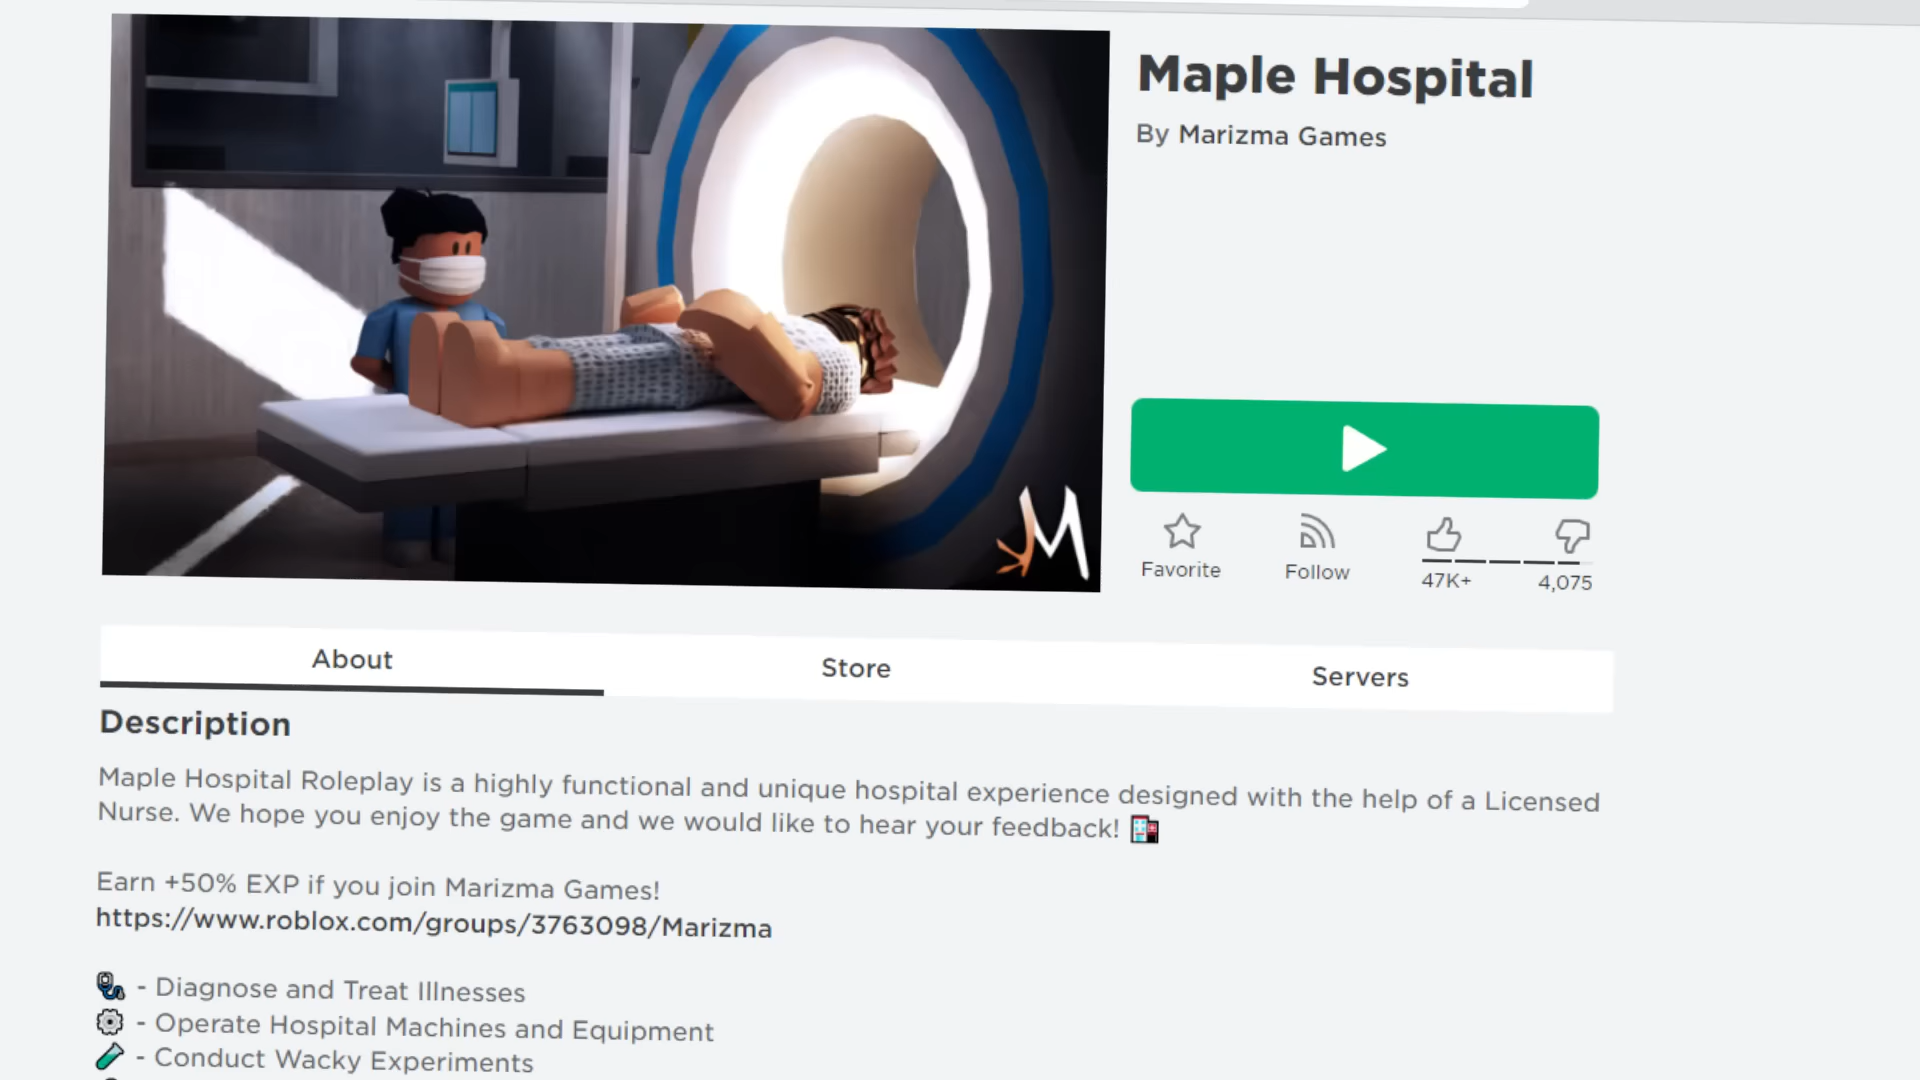 Maple Hospital
By Marizma Games
M
Favorite
Follow
47K+
4,075
About
Store
Servers
Description
Maple Hospital Roleplay is a highly functional and unique hospital experience designed with the help of a Licensed
Nurse. We hope you enjoy the game and we would like to hear your feedback!
Earn +50% EXP if you join Marizma Games!
https://www.roblox.com/groups/3763098/Marizma
- Diagnose and Treat Illnesses
- Operate Hospital Machines and Equipment
- Conduct Wacky Experiments